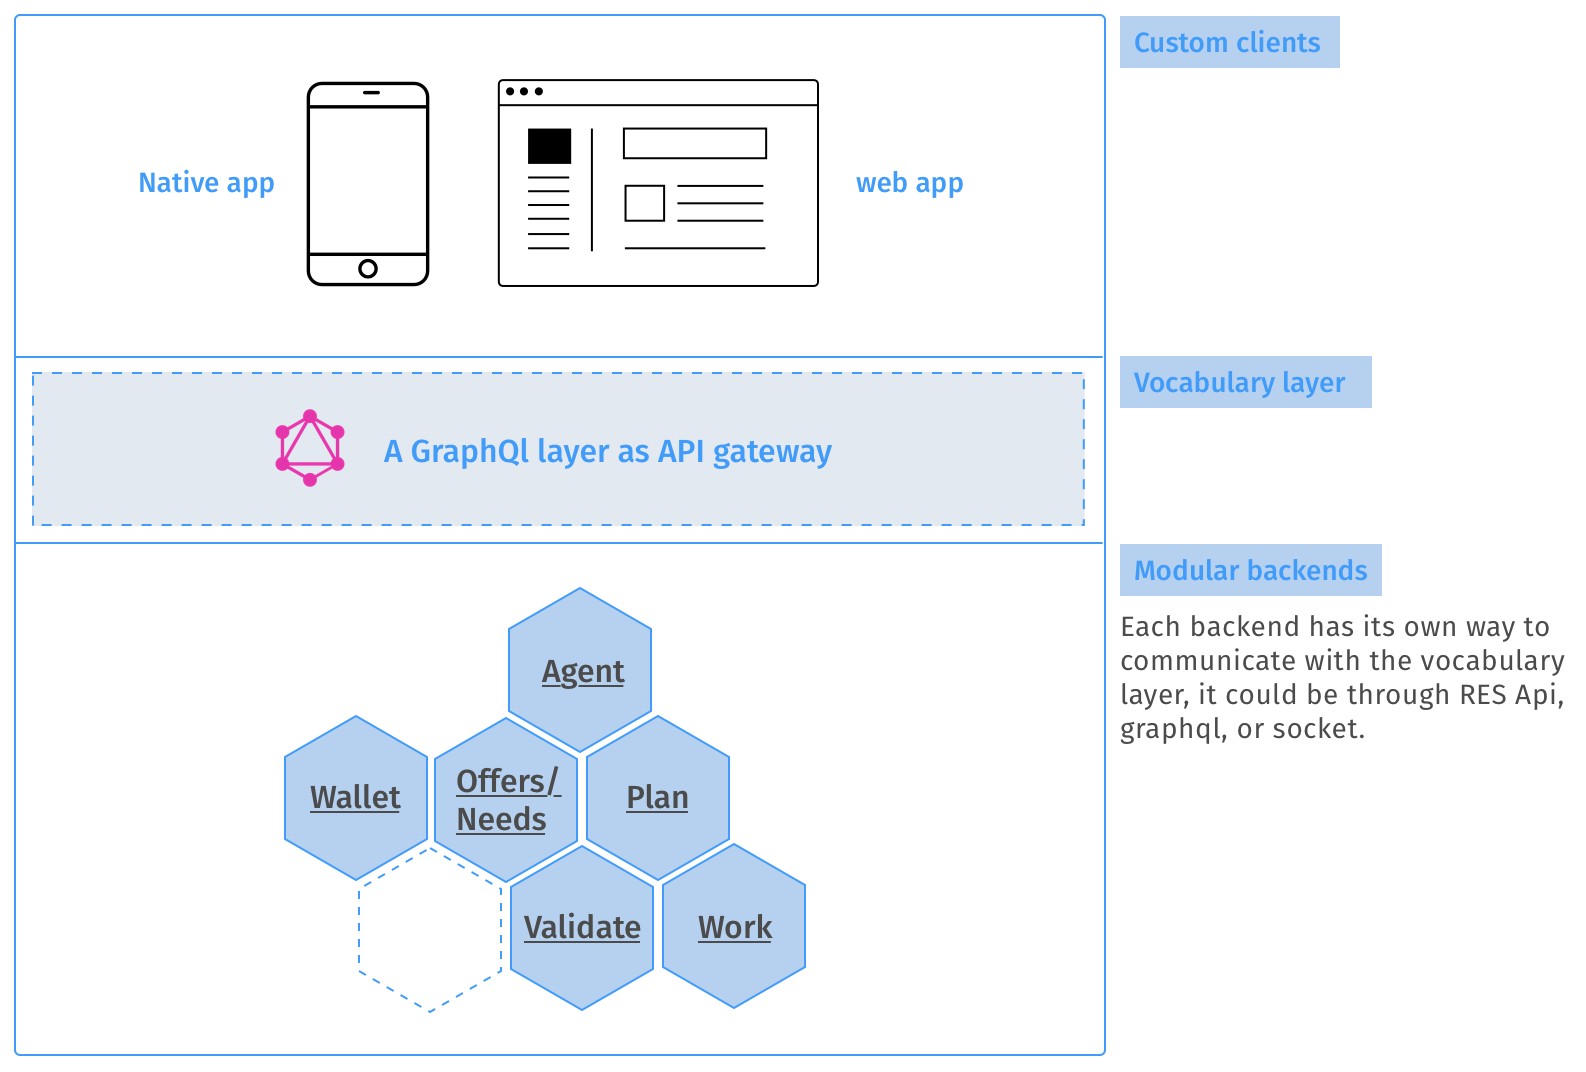 Custom clients
Native app
web app
Vocabulary layer
A GraphQl layer as API gateway
Modular backends
Each backend has its own way to
communicate with the vocabulary
layer, it could be through RES Api,
graphql, or socket.
Agent
Wallet
Offers/
Needs
Plan
Validate
Work